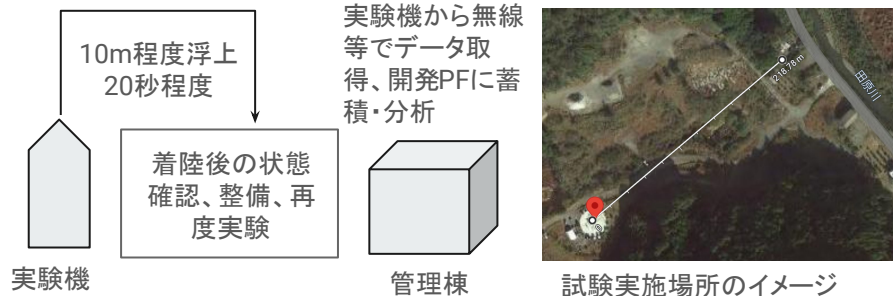 10m程度浮上
20秒程度
実験機から無線
等でデータ取
得、開発PFに蓄
積・分析
着陸後の状態
確認、整備、再
度実験
実験機
管理棟
218.78 m
田原川
0
試験実施場所のイメージ